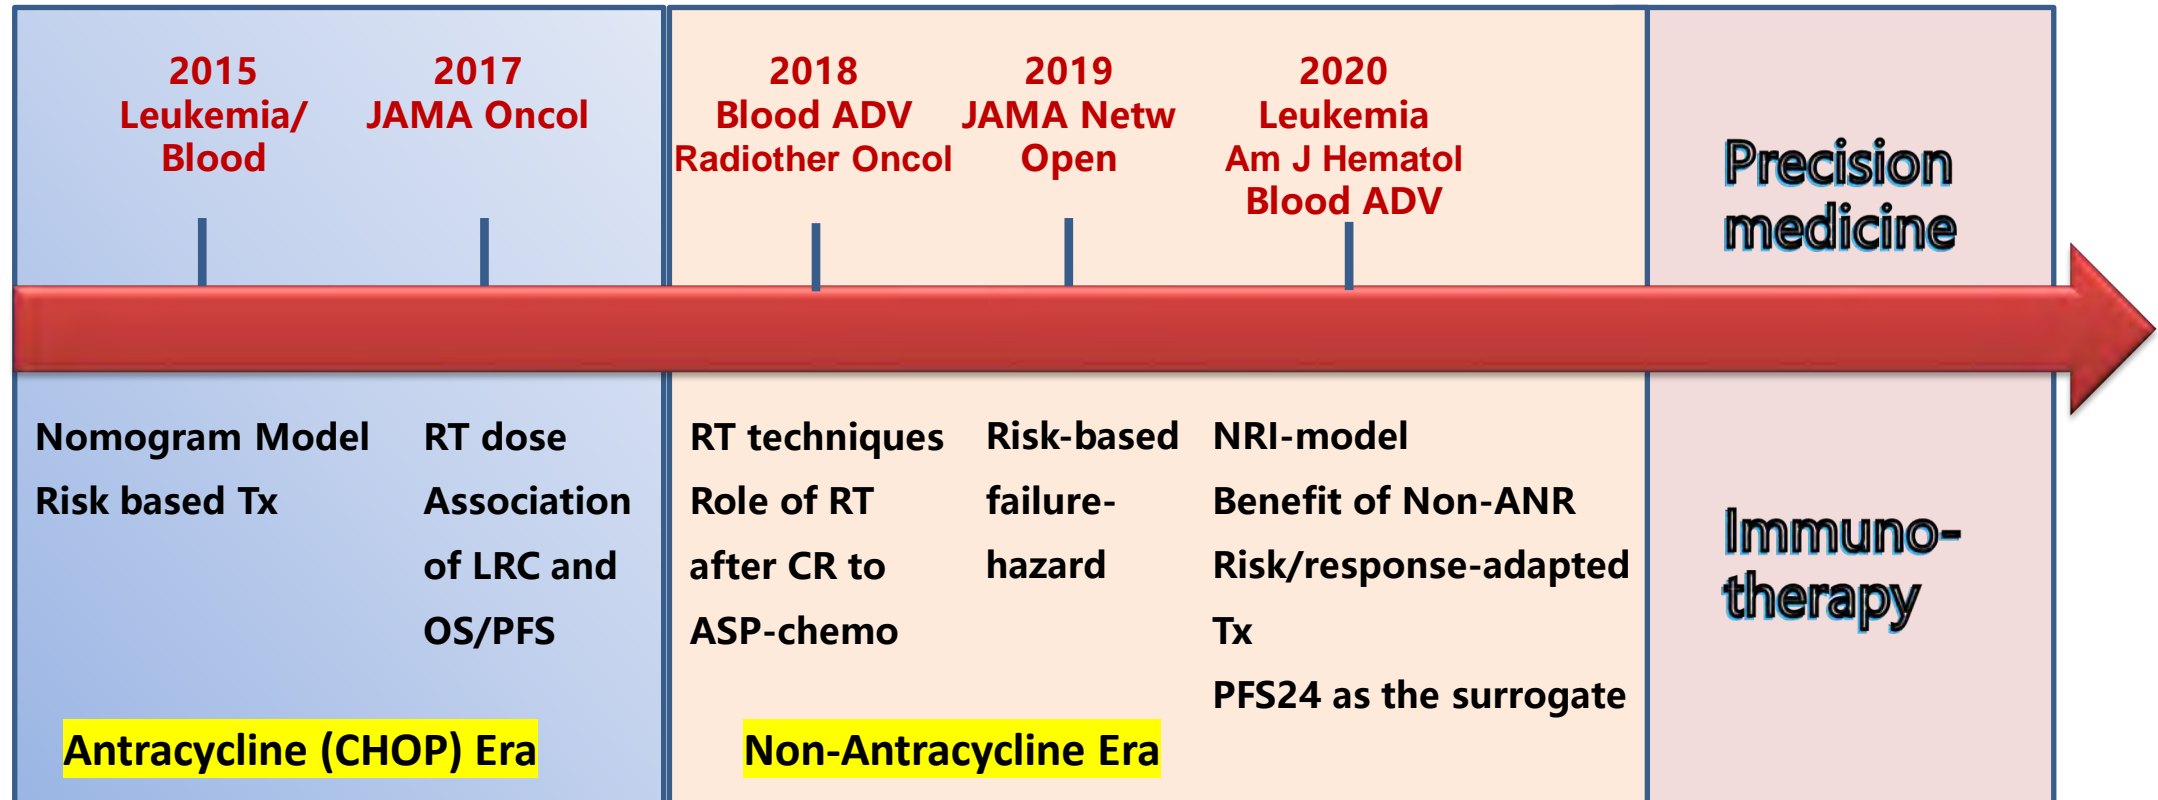 2015
Leukemia/
Blood
2017
JAMA Oncol
2018
Blood ADV
Radiother Oncol
2019
JAMA Netw
Open
2020
Leukemia
Am J Hematol
Blood ADV
Precision
medicine
Nomogram Model
Risk based Tx
RT dose
Association
of LRC and
OS/PFS
RT techniques
Role of RT
after CR to
ASP-chemo
Risk-based
failure-
hazard
NRI-model
Benefit of Non-ANR
Risk/response-adapted
Tx
PFS24 as the surrogate
Immuno-
therapy
Antracycline (CHOP) Era
Non-Antracycline Era